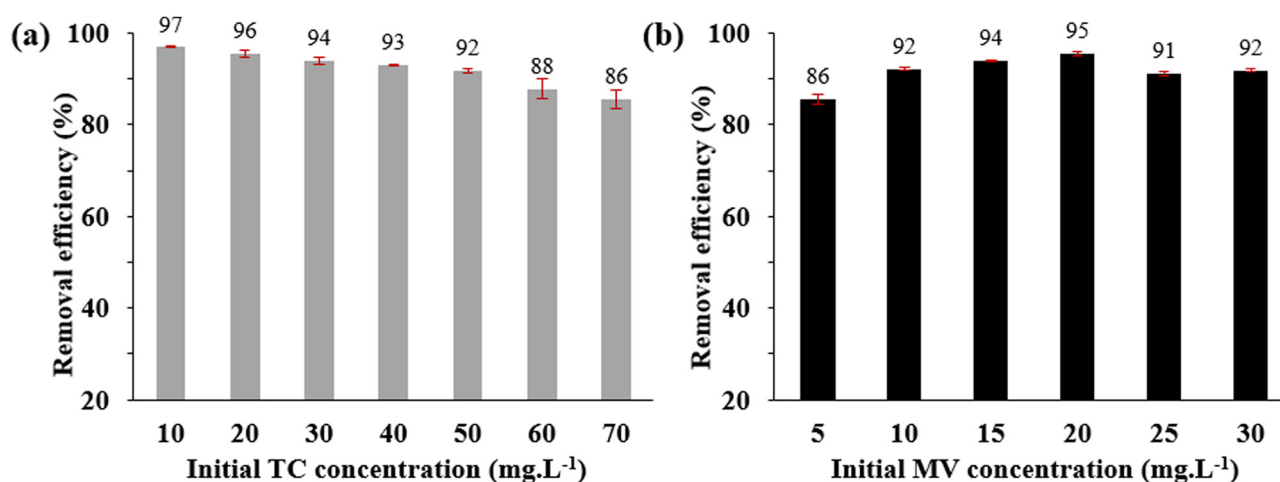 (a)
Removal efficiency (%)
100
80
60
40
20
97
96
94
93
92
88
86
10 20 30 40 50 60 70
Initial TC concentration (mg.L⁻¹)
(b)
Removal efficiency (%)
100
80
60
40
20
86
92
94
95
91
92
5 10 15 20 25 30
Initial MV concentration (mg.L⁻¹)